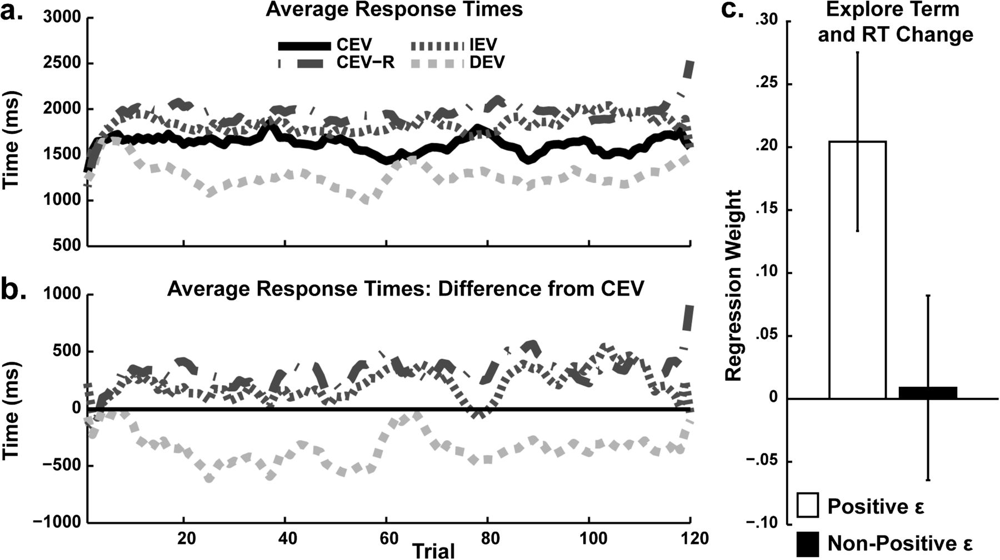 a.
Average Response Times
3000
2500
2000
1500
1000
500
Time (ms)
CEV
IEV
CEV−R
DEV
b.
Average Response Times: Difference from CEV
1000
500
0
−500
−1000
Time (ms)
20
40
60
80
100
120
Trial
c.
Explore Term
and RT Change
.30
.25
.20
.15
.10
.05
0
−.05
−.10
Regression Weight
Positive ε
Non-Positive ε